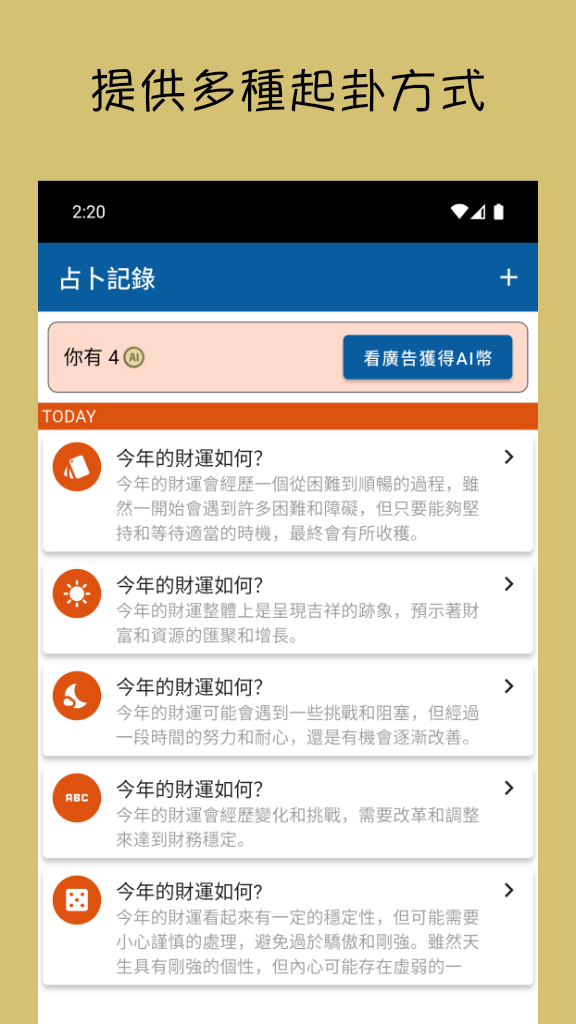 提供多種起卦方式
2:20
占卜記錄 +
你有 4 AI
看廣告獲得AI幣
TODAY
今年的財運如何?
今年的財運會經歷一個從困難到順暢的過程，雖
然一開始會遇到許多困難和障礙，但只要能夠堅
持和等待適當的時機，最終會有所收穫。
今年的財運如何?
今年的財運整體上是呈現吉祥的跡象，預示著財
富和資源的匯聚和增長。
今年的財運如何?
今年的財運可能會遇到一些挑戰和阻塞，但經過
一段時間的努力和耐心，還是有機會逐漸改善。
ABC
今年的財運如何?
今年的財運會經歷變化和挑戰，需要改革和調整
來達到財務穩定。
今年的財運如何?
今年的財運看起來有一定的穩定性，但可能需要
小心謹慎的處理，避免過於驕傲和剛強。雖然天
生具有剛強的個性，但內心可能存在虛弱的一